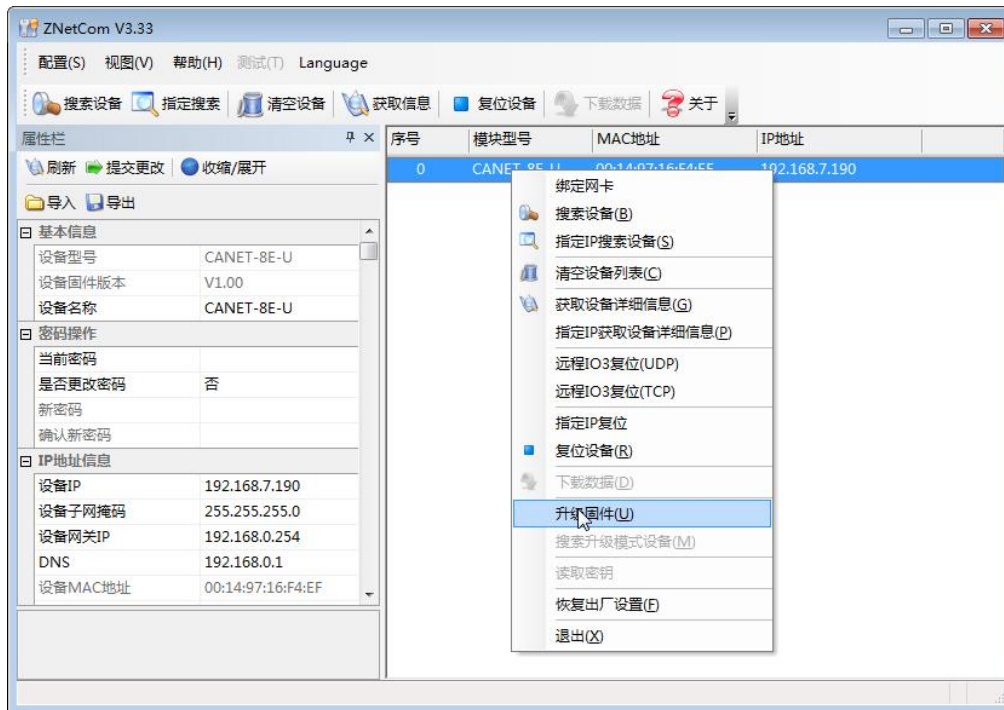 ZNetCom V3.33
配置(S) 视图(V) 帮助(H) 测试(T) Language
搜索设备 指定搜索 清空设备 获取信息 复位设备 下载数据 关于
属性栏
刷新 提交更改 收缩/展开
导入 导出
基本信息
设备型号 CANET-8E-U
设备固件版本 V1.00
设备名称 CANET-8E-U
密码操作
当前密码
是否更改密码 否
新密码
确认新密码
IP地址信息
设备IP 192.168.7.190
设备子网掩码 255.255.255.0
设备网关IP 192.168.0.254
DNS 192.168.0.1
设备MAC地址 00:14:97:16:F4:EF
序号 模块型号 MAC地址 IP地址
0 CANET-8E-U 00:14:97:16:F4:EF 192.168.7.190
绑定网卡
搜索设备(B)
指定IP搜索设备(S)
清空设备列表(C)
获取设备详细信息(G)
指定IP获取设备详细信息(P)
远程IO3复位(UDP)
远程IO3复位(TCP)
指定IP复位
复位设备(R)
下载数据(D)
升级固件(U)
搜索升级模式设备(M)
读取密钥
恢复出厂设置(F)
退出(X)